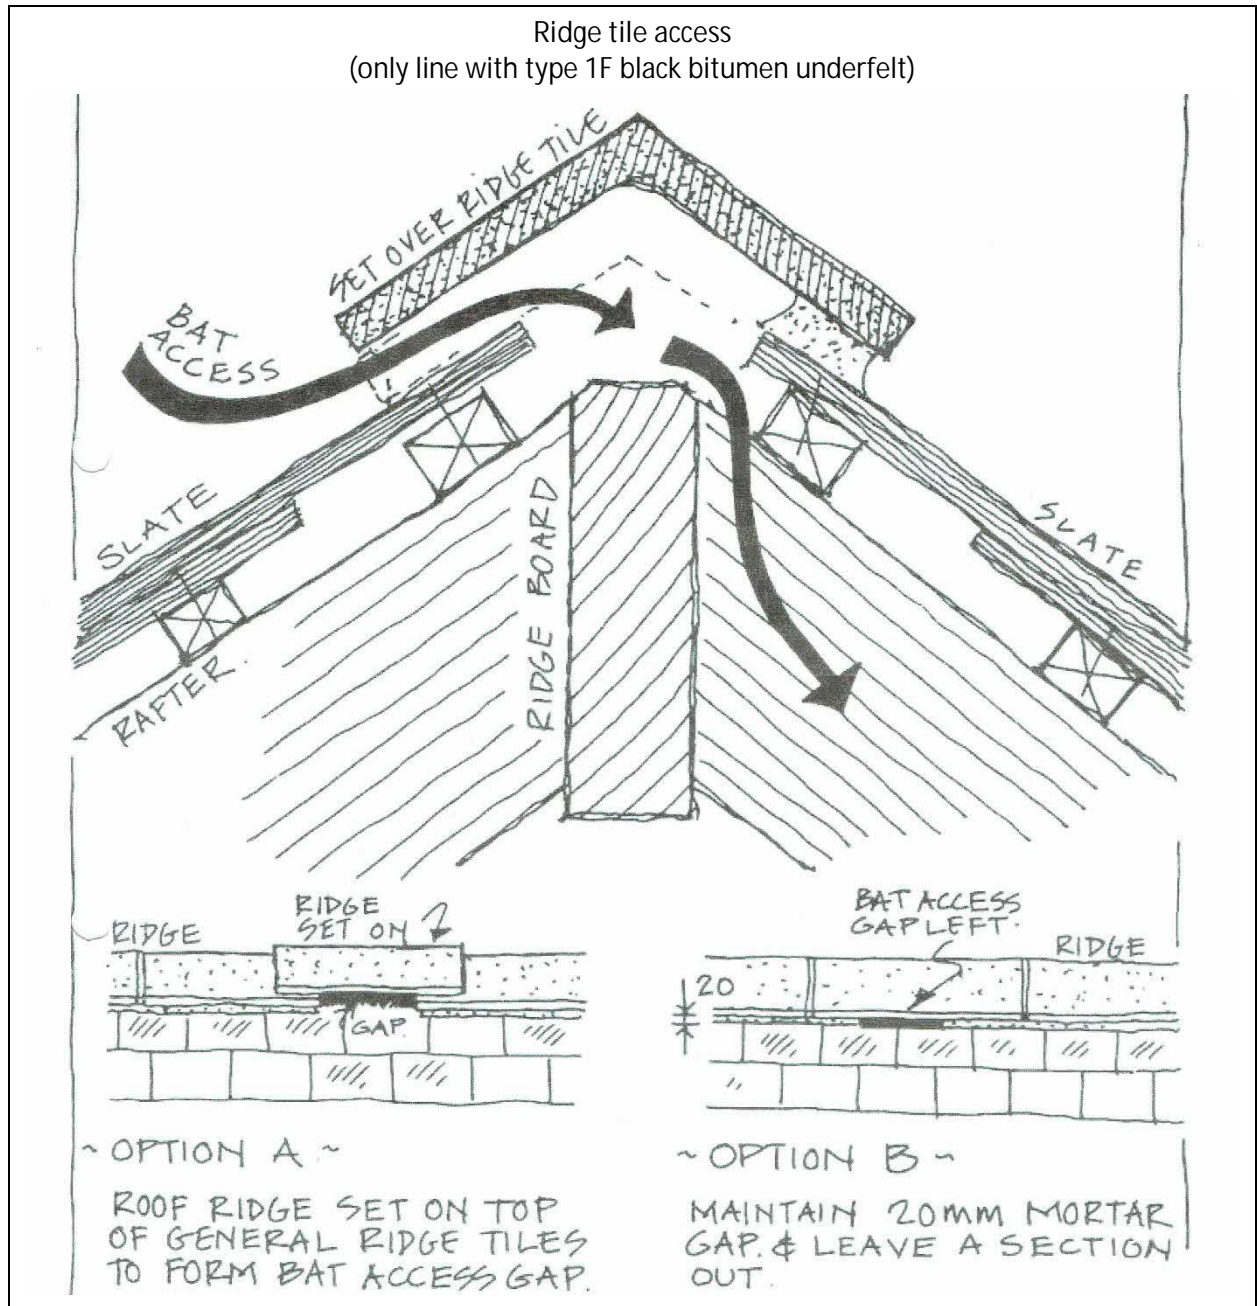 Ridge tile access
(only line with type 1F black bitumen underfelt)
SET OVER RIDGE TILE
BAT
ACCESS
SLATE
RAFTER.
RIDGE BOARD
SLATE
RIDGE
RIDGE
SET ON
GAP.
BAT ACCESS
GAP LEFT.
RIDGE
20
~ OPTION A ~
ROOF RIDGE SET ON TOP
OF GENERAL RIDGE TILES
TO FORM BAT ACCESS GAP.
~ OPTION B ~
MAINTAIN 20mm MORTAR
GAP. & LEAVE A SECTION
OUT.